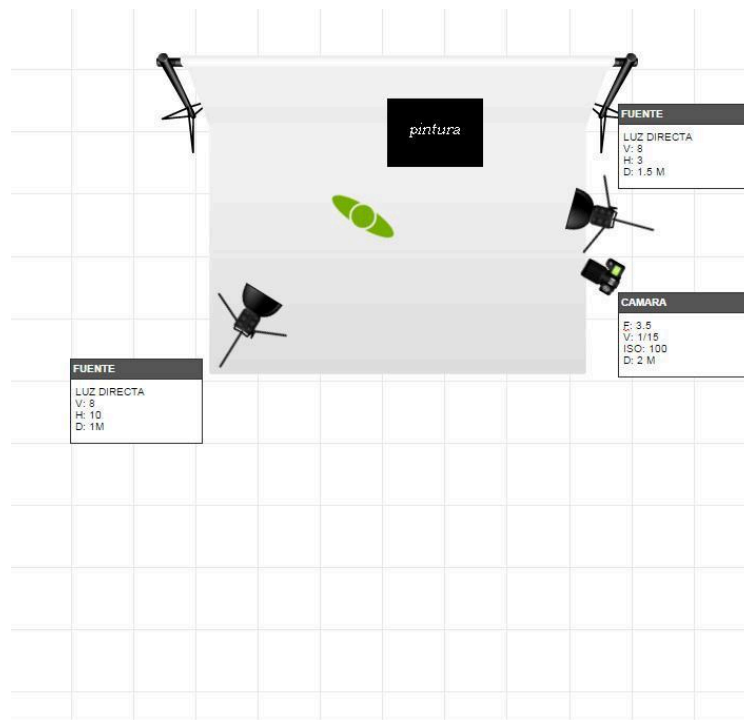 pintura
FUENTE
LUZ DIRECTA
V: 8
H: 3
D: 1.5 M
CAMARA
F: 3.5
V: 1/15
ISO: 100
D: 2 M
FUENTE
LUZ DIRECTA
V: 8
H: 10
D: 1M